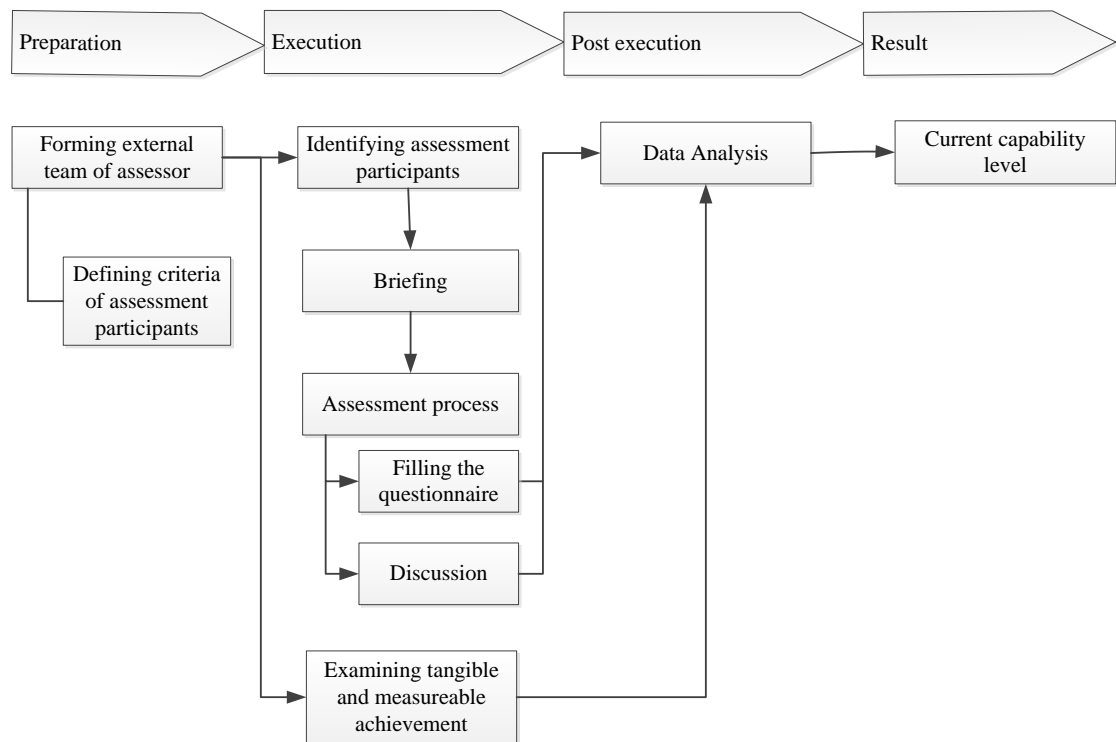 Preparation
Execution
Post execution
Result
Forming external
team of assessor
Defining criteria
of assessment
participants
Identifying assessment
participants
Briefing
Assessment process
Filling the
questionnaire
Discussion
Examining tangible
and measureable
achievement
Data Analysis
Current capability
level